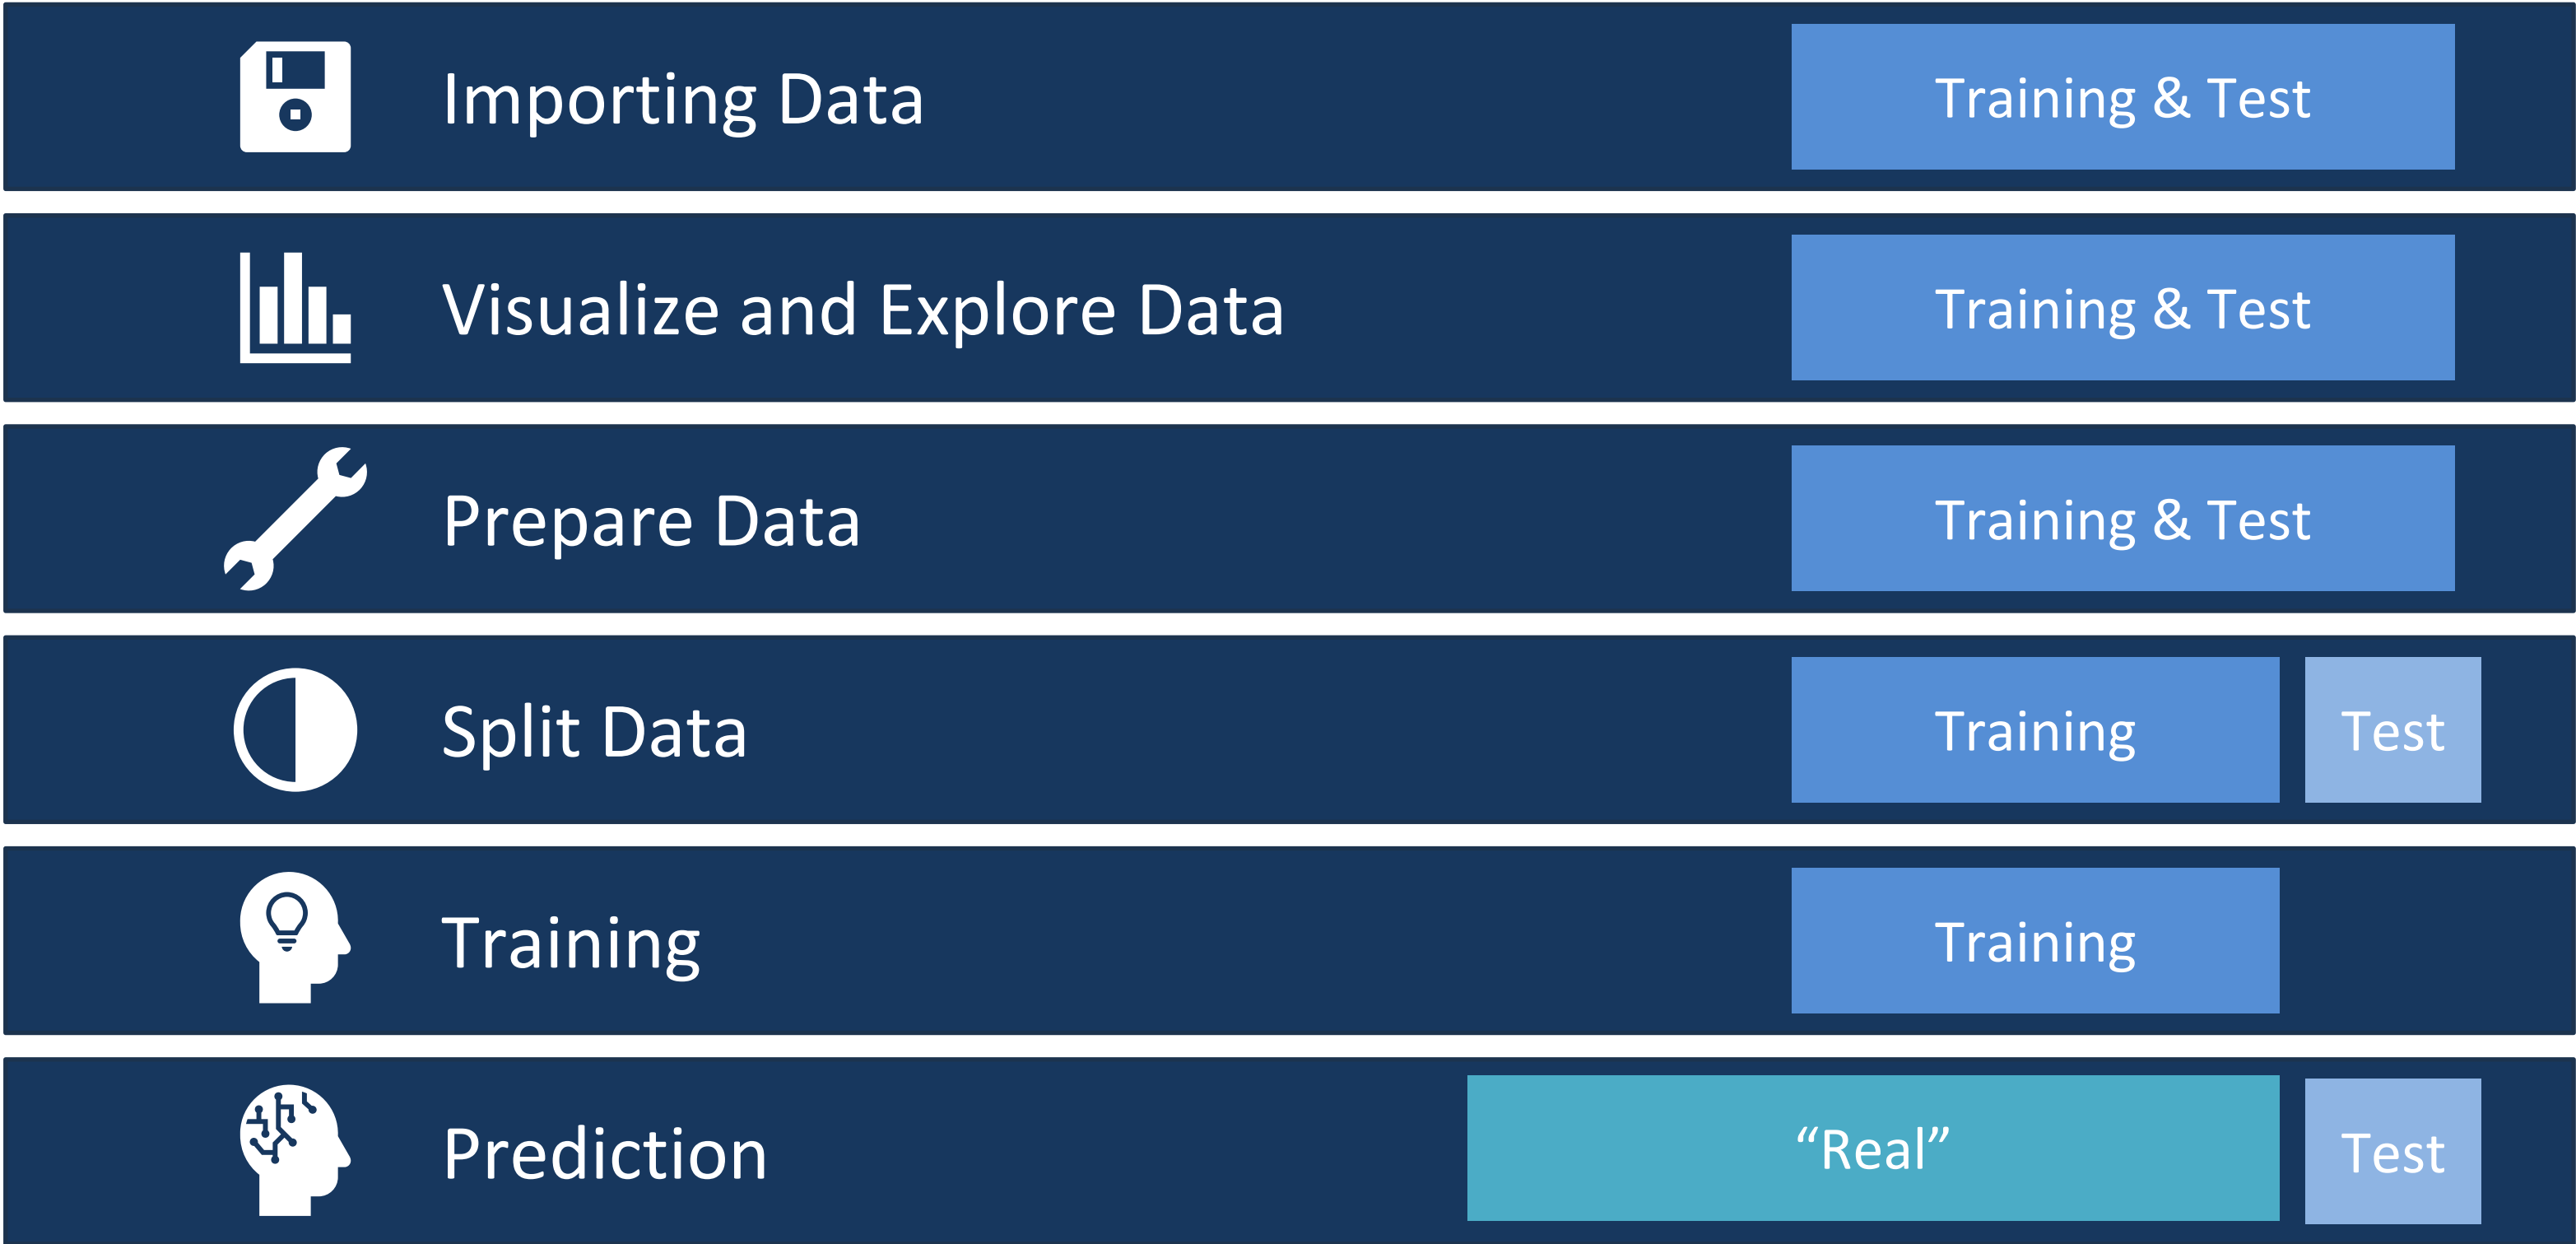 Importing Data
Training & Test
Visualize and Explore Data
Training & Test
Prepare Data
Training & Test
Split Data
Training
Test
Training
Training
Prediction
“Real”
Test